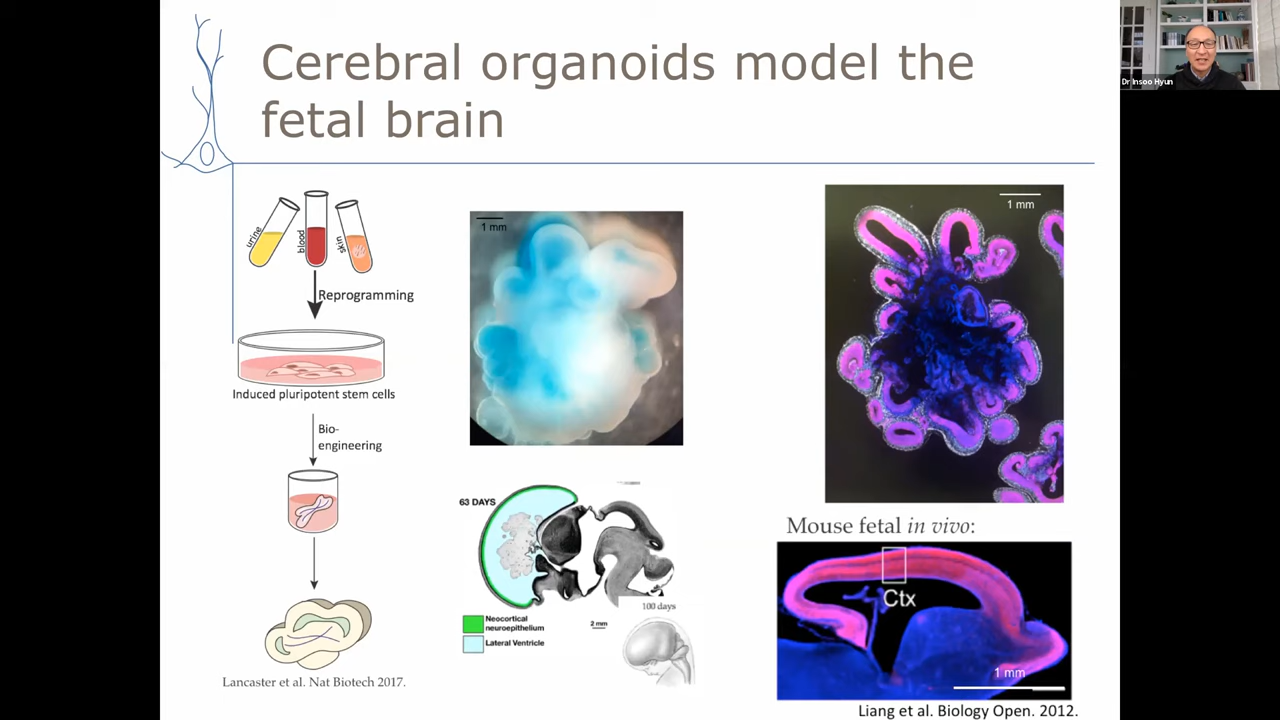 Cerebral organoids model the
fetal brain
Dr Insoo Hyun
urine
blood
skin
Reprogramming
Induced pluripotent stem cells
Bio-
engineering
Lancaster et al. Nat Biotech 2017.
1 mm
63 DAYS
100 days
Neocortical
neuroepithelium
Lateral Ventricle
2 mm
1 mm
Mouse fetal in vivo:
Ctx
1 mm
Liang et al. Biology Open. 2012.